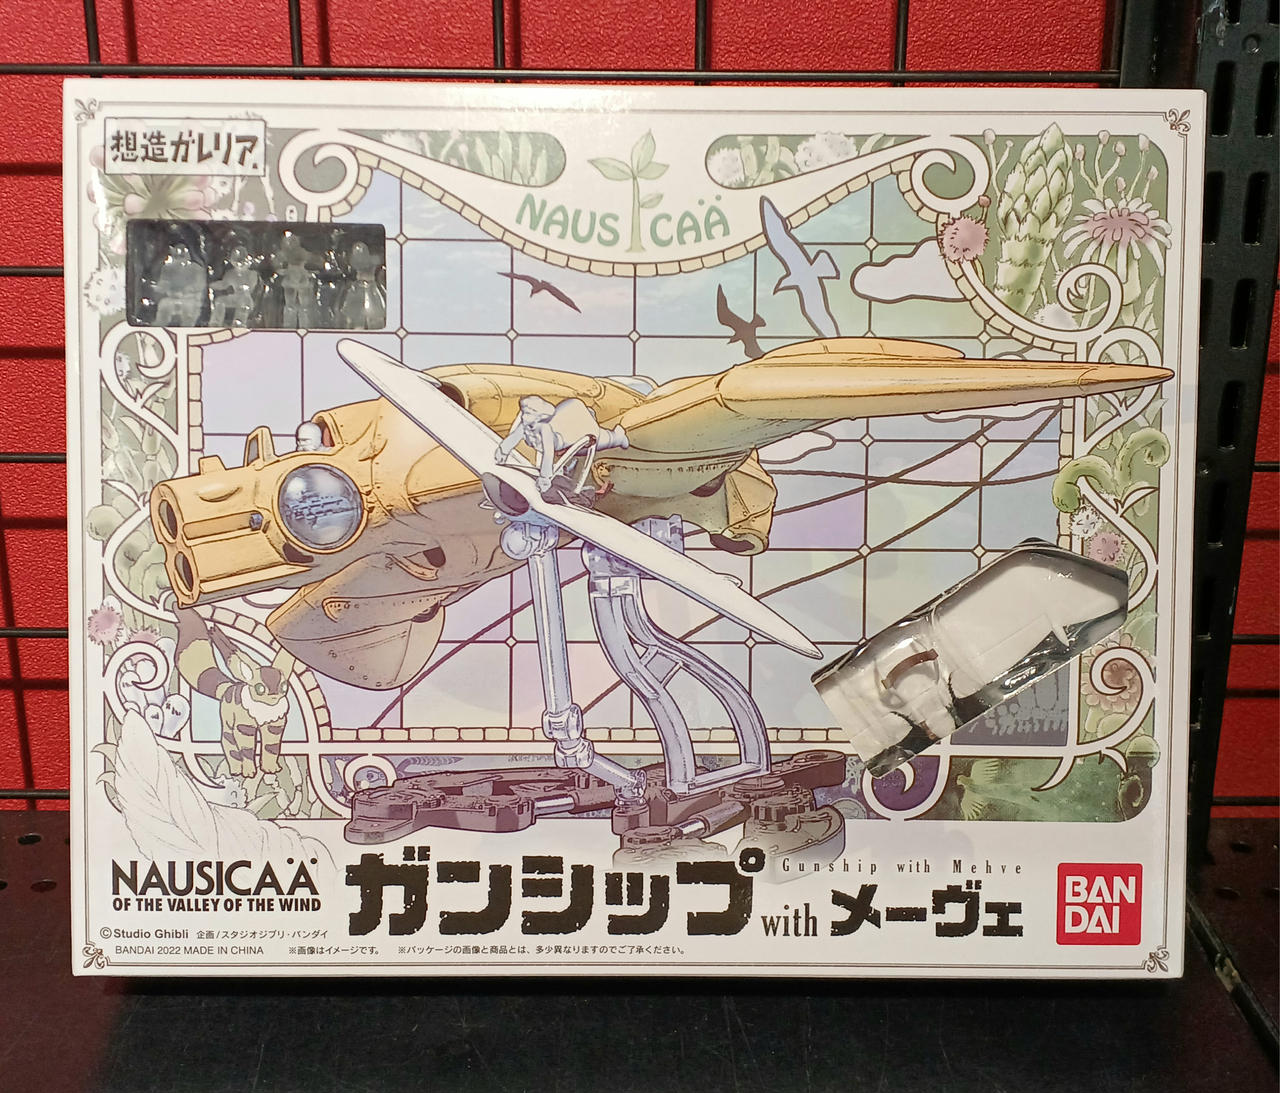 想造ガレリア
NAUSICAÄ
NAUSICAÄ
OF THE VALLEY OF THE WIND
ガンシップ with メーヴェ
Gunship with Mehve
BAN
DAI
©Studio Ghibli 企画/スタジオジブリ・バンダイ
BANDAI 2022 MADE IN CHINA ※画像はイメージです。 ※パッケージの画像と商品とは、多少異なりますのでご了承ください。